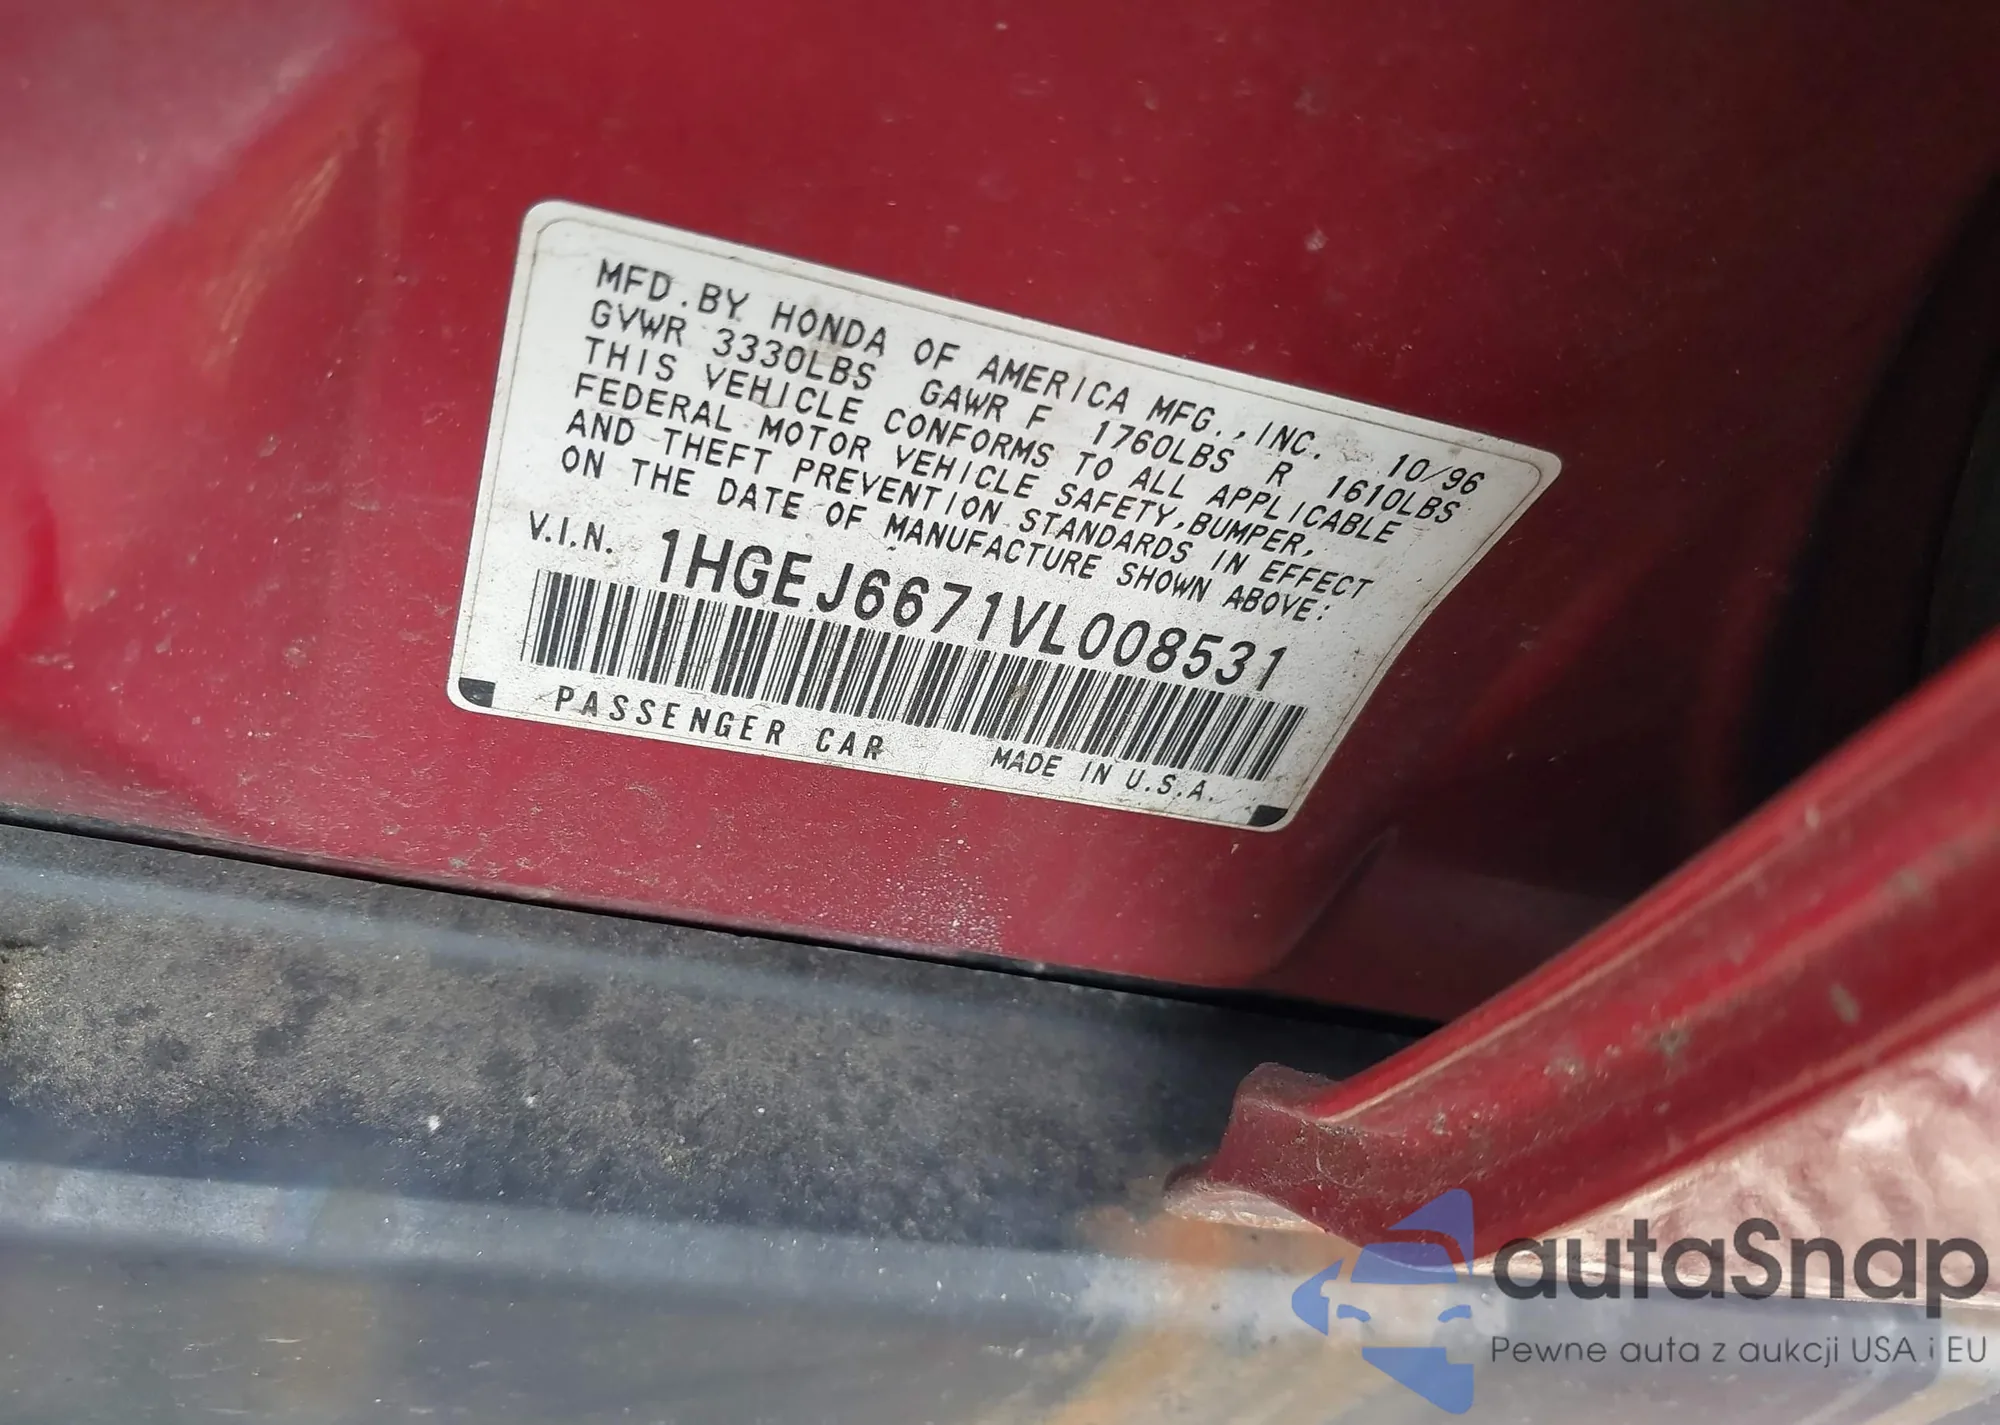 MFD. BY HONDA OF AMERICA MFG., INC. 10/96
GVWR 3330LBS GAWR F 1760LBS R 1610LBS
THIS VEHICLE CONFORMS TO ALL APPLICABLE
FEDERAL MOTOR VEHICLE SAFETY, BUMPER,
AND THEFT PREVENTION STANDARDS IN EFFECT
ON THE DATE OF MANUFACTURE SHOWN ABOVE:
V.I.N. 1HGEJ6671VL008531
PASSENGER CAR MADE IN U.S.A.
autaSnap
Pewne auta z aukcji USA i EU